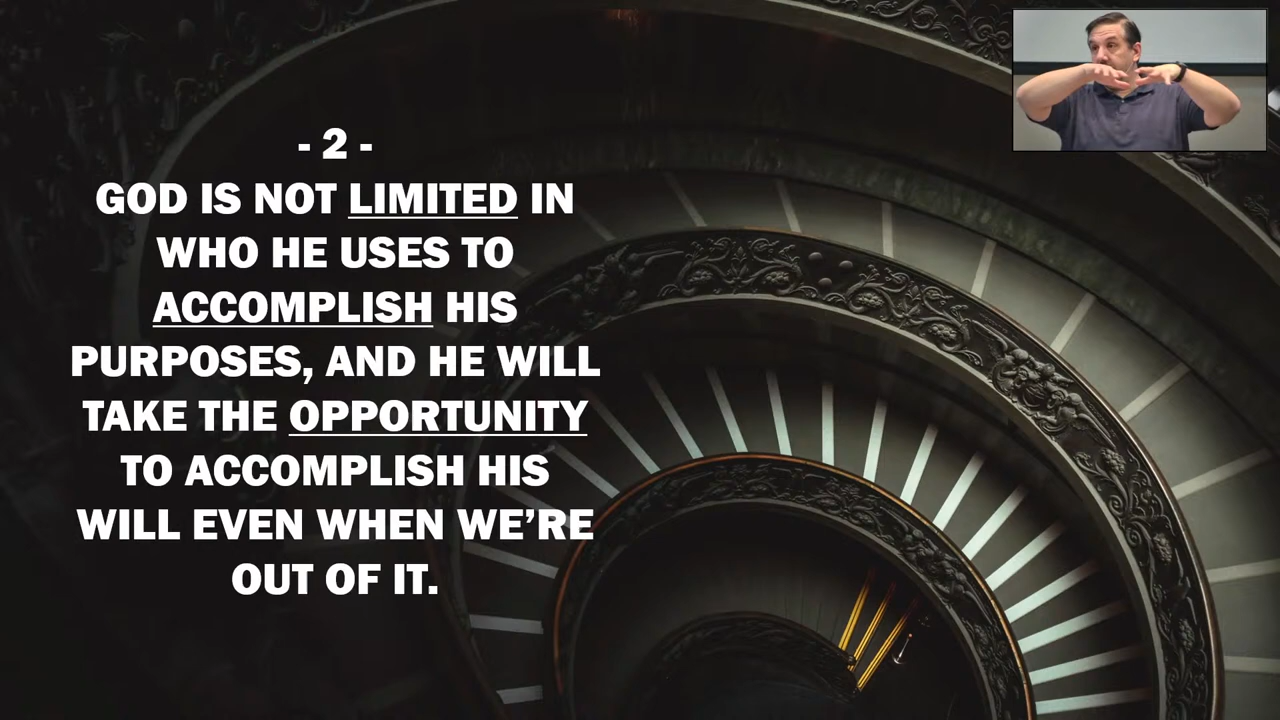 - 2 -
GOD IS NOT LIMITED IN
WHO HE USES TO
ACCOMPLISH HIS
PURPOSES, AND HE WILL
TAKE THE OPPORTUNITY
TO ACCOMPLISH HIS
WILL EVEN WHEN WE’RE
OUT OF IT.